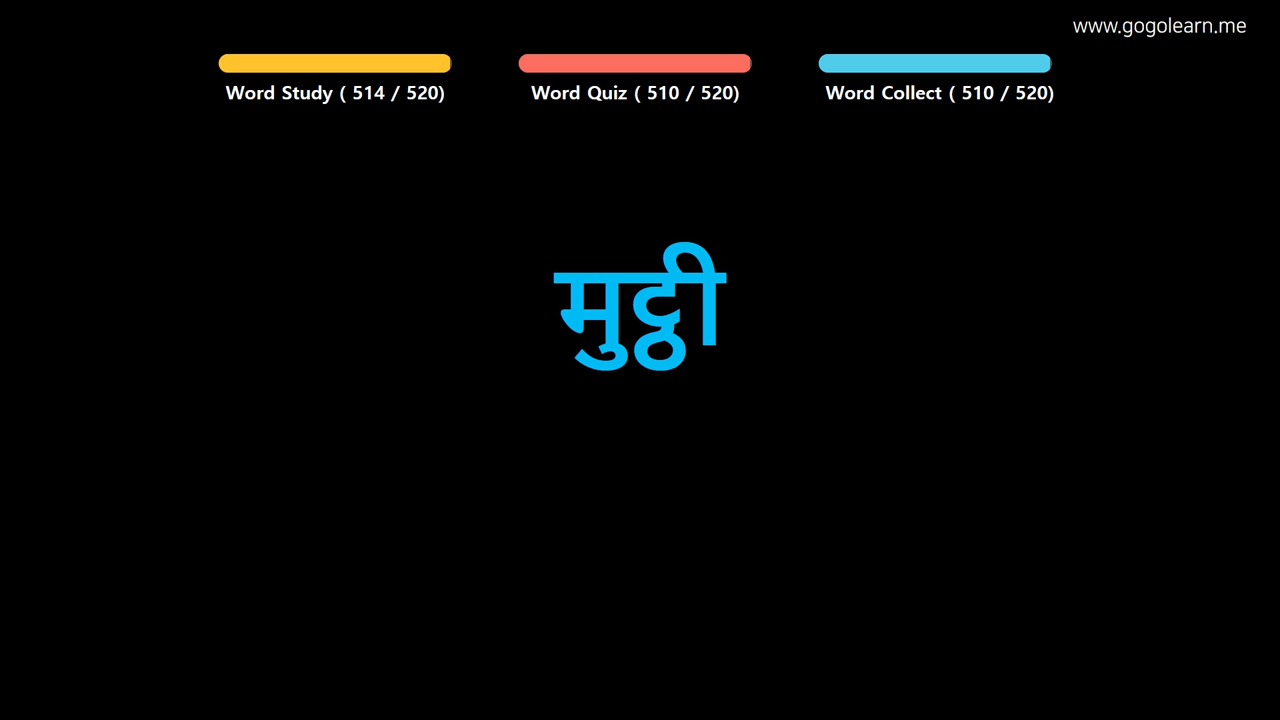 www.gogolearn.me
Word Study ( 514 / 520)
Word Quiz ( 510 / 520)
Word Collect ( 510 / 520)
मुट्ठी